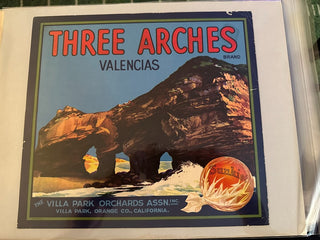 THREE ARCHES
BRAND
VALENCIAS
Sunkist
THE VILLA PARK ORCHARDS ASSN. INC.
VILLA PARK, ORANGE CO., CALIFORNIA.